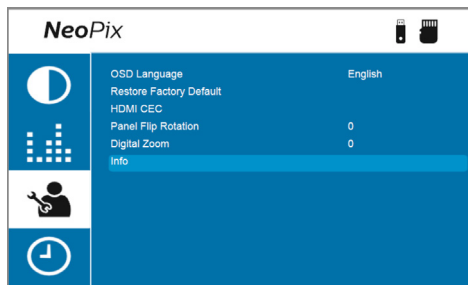 NeoPix
OSD Language English
Restore Factory Default
HDMI CEC
Panel Flip Rotation 0
Digital Zoom 0
Info